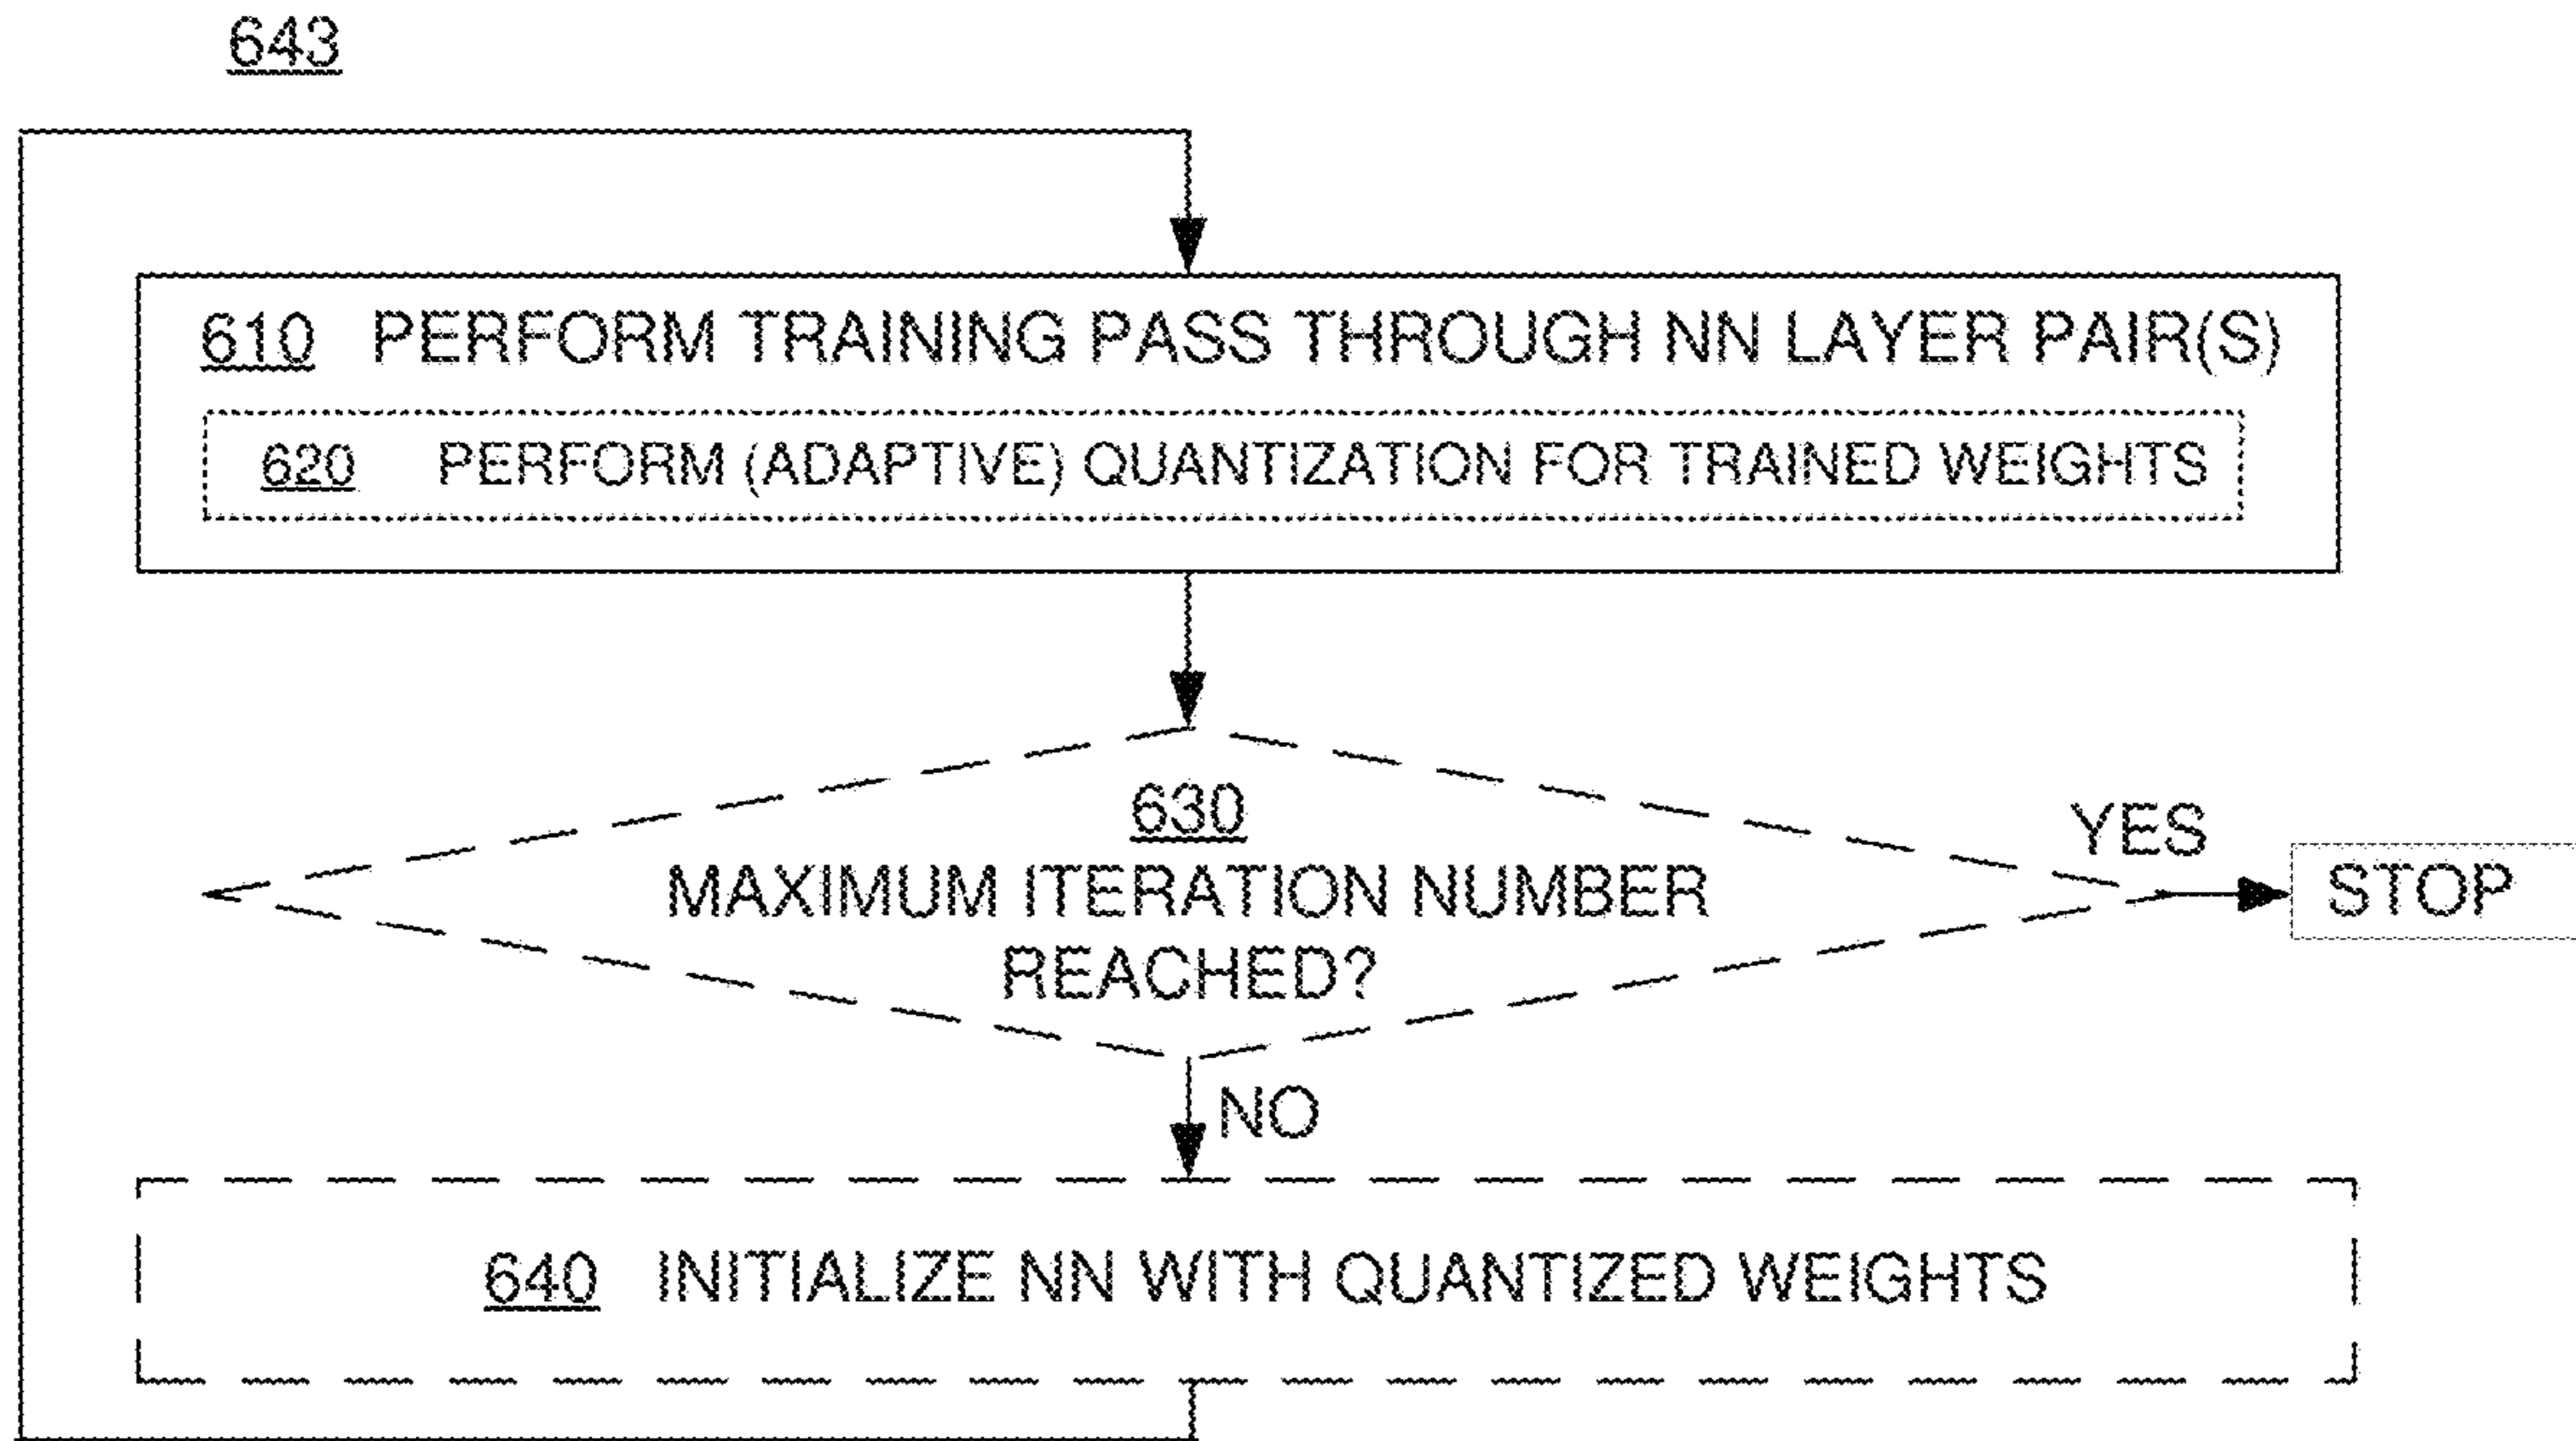 643
610 PERFORM TRAINING PASS THROUGH NN LAYER PAIR(S)
620 PERFORM (ADAPTIVE) QUANTIZATION FOR TRAINED WEIGHTS
630
MAXIMUM ITERATION NUMBER
REACHED?
YES
STOP
NO
640 INITIALIZE NN WITH QUANTIZED WEIGHTS